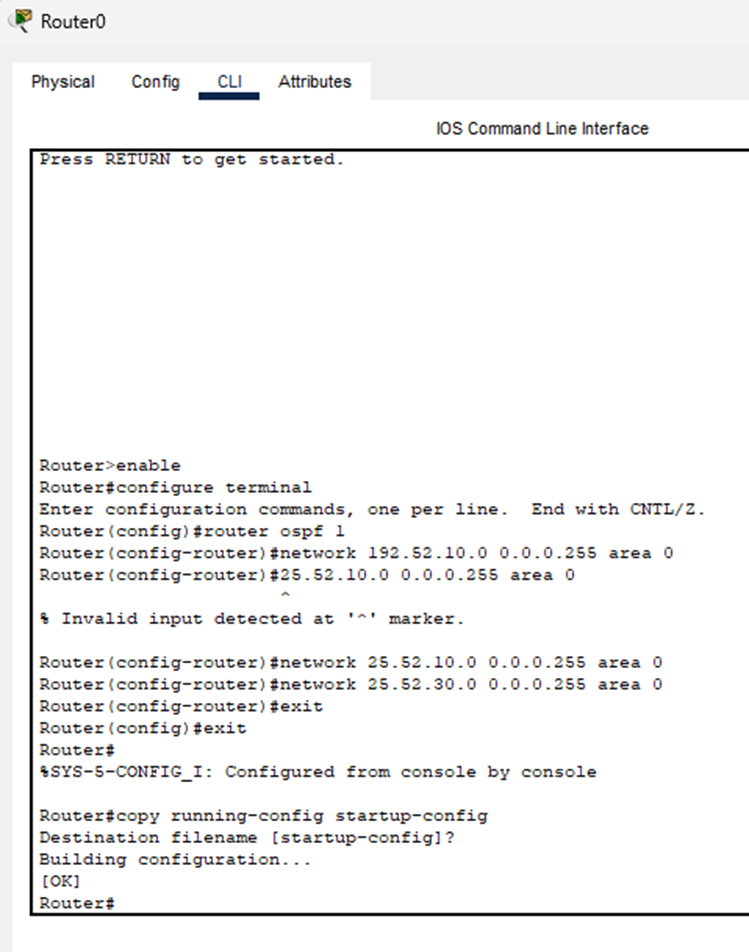 Router0
Physical Config CLI Attributes
IOS Command Line Interface
Press RETURN to get started.
Router>enable
Router#configure terminal
Enter configuration commands, one per line.  End with CNTL/Z.
Router(config)#router ospf 1
Router(config-router)#network 192.52.10.0 0.0.0.255 area 0
Router(config-router)#25.52.10.0 0.0.0.255 area 0
^
% Invalid input detected at '^' marker.
Router(config-router)#network 25.52.10.0 0.0.0.255 area 0
Router(config-router)#network 25.52.30.0 0.0.0.255 area 0
Router(config-router)#exit
Router(config)#exit
Router#
%SYS-5-CONFIG_I: Configured from console by console
Router#copy running-config startup-config
Destination filename [startup-config]?
Building configuration...
[OK]
Router#